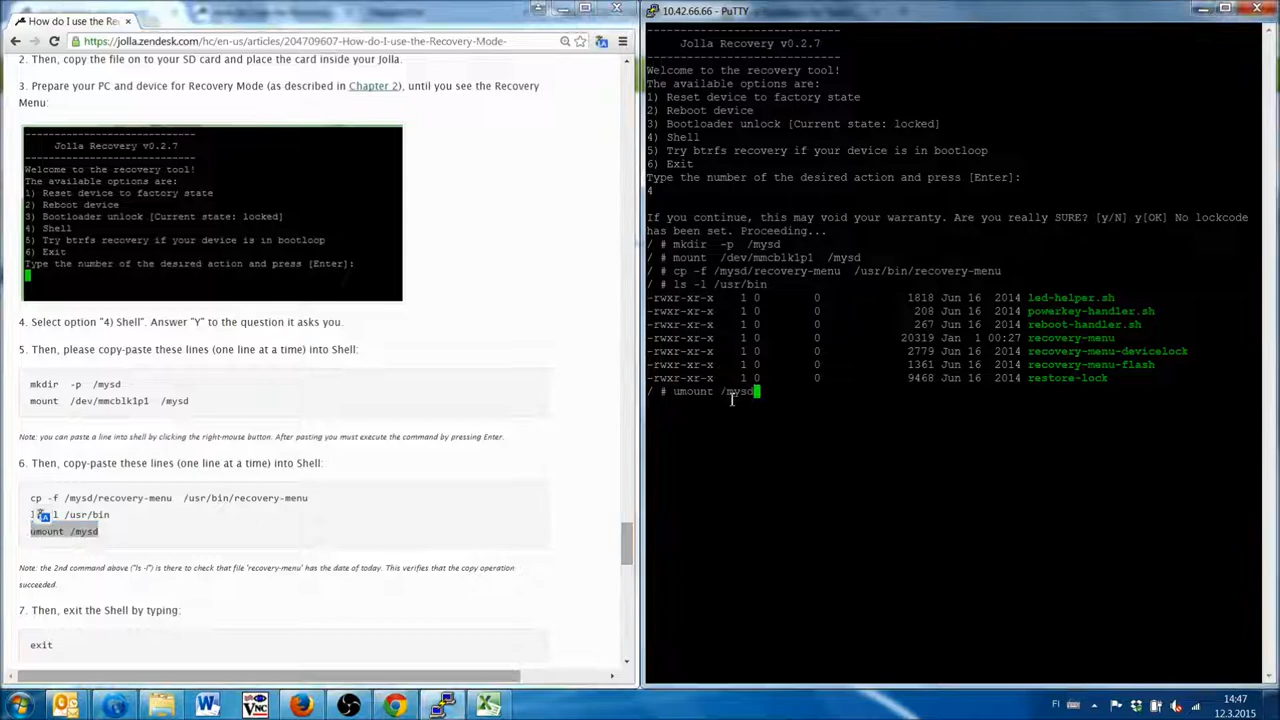 How do I use the Rec
https://jolla.zendesk.com/hc/en-us/articles/204709607-How-do-I-use-the-Recovery-Mode-
2. Then, copy the file on to your SD card and place the card inside your Jolla.
3. Prepare your PC and device for Recovery Mode (as described in Chapter 2), until you see the Recovery
Menu:
-----------------------------
Jolla Recovery v0.2.7
-----------------------------
Welcome to the recovery tool!
The available options are:
1) Reset device to factory state
2) Reboot device
3) Bootloader unlock [Current state: locked]
4) Shell
5) Try btrfs recovery if your device is in bootloop
6) Exit
Type the number of the desired action and press [Enter]:
4. Select option "4) Shell". Answer "Y" to the question it asks you.
5. Then, please copy-paste these lines (one line at a time) into Shell:
mkdir -p /mysd
mount /dev/mmcblk1p1 /mysd
Note: you can paste a line into shell by clicking the right-mouse button. After pasting you must execute the command by pressing Enter.
6. Then, copy-paste these lines (one line at a time) into Shell:
cp -f /mysd/recovery-menu /usr/bin/recovery-menu
l l /usr/bin
umount /mysd
Note: the 2nd command above ("ls -l") is there to check that file 'recovery-menu' has the date of today. This verifies that the copy operation
succeeded.
7. Then, exit the Shell by typing:
exit
10.42.66.66 - PuTTY
-----------------------------
Jolla Recovery v0.2.7
-----------------------------
Welcome to the recovery tool!
The available options are:
1) Reset device to factory state
2) Reboot device
3) Bootloader unlock [Current state: locked]
4) Shell
5) Try btrfs recovery if your device is in bootloop
6) Exit
Type the number of the desired action and press [Enter]:
4
If you continue, this may void your warranty. Are you really SURE? [y/N] y[OK] No lockcode
has been set. Proceeding...
/ # mkdir -p /mysd
/ # mount /dev/mmcblk1p1 /mysd
/ # cp -f /mysd/recovery-menu /usr/bin/recovery-menu
/ # ls -l /usr/bin
-rwxr-xr-x 1 0 0 1818 Jun 16 2014 led-helper.sh
-rwxr-xr-x 1 0 0 208 Jun 16 2014 powerkey-handler.sh
-rwxr-xr-x 1 0 0 267 Jun 16 2014 reboot-handler.sh
-rwxr-xr-x 1 0 0 20319 Jan 1 00:27 recovery-menu
-rwxr-xr-x 1 0 0 2779 Jun 16 2014 recovery-menu-devicelock
-rwxr-xr-x 1 0 0 1361 Jun 16 2014 recovery-menu-flash
-rwxr-xr-x 1 0 0 9468 Jun 16 2014 restore-lock
/ # umount /mysd
FI
14:47
12.3.2015